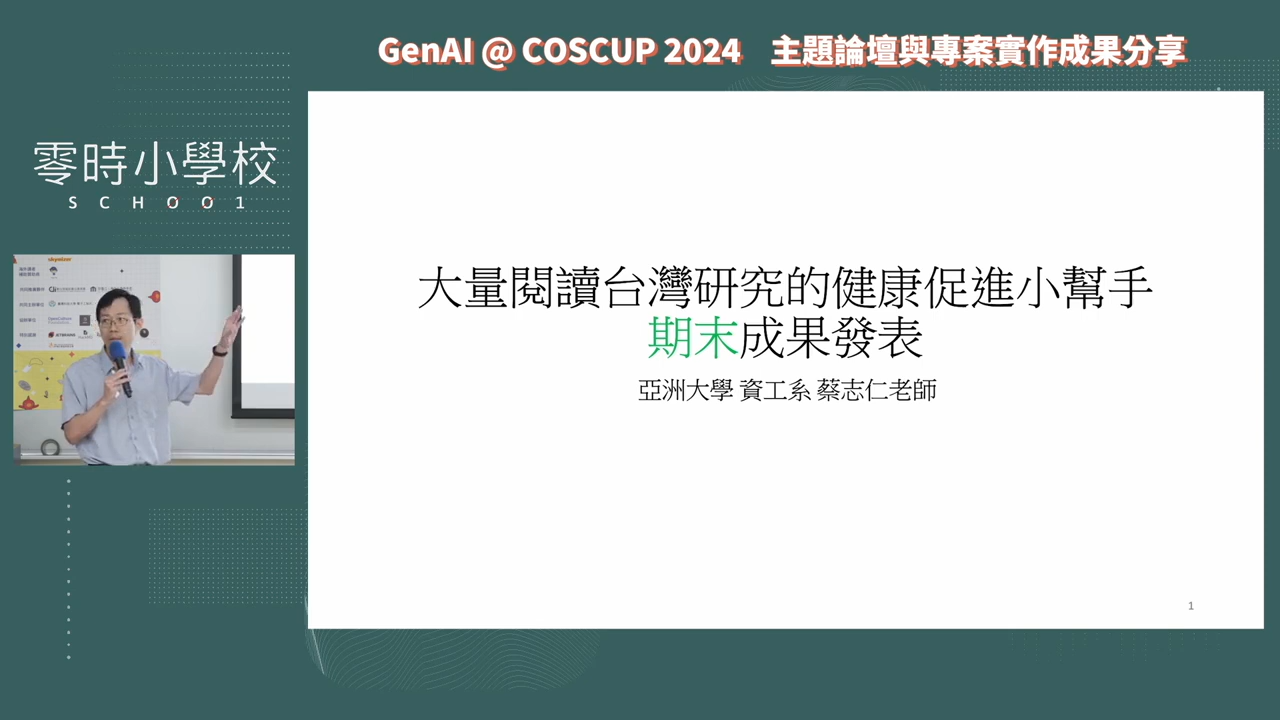 GenAI @ COSCUP 2024 主題論壇與專案實作成果分享
零時小學校
SCHOO1
大量閱讀台灣研究的健康促進小幫手
期末成果發表
亞洲大學 資工系 蔡志仁老師
1